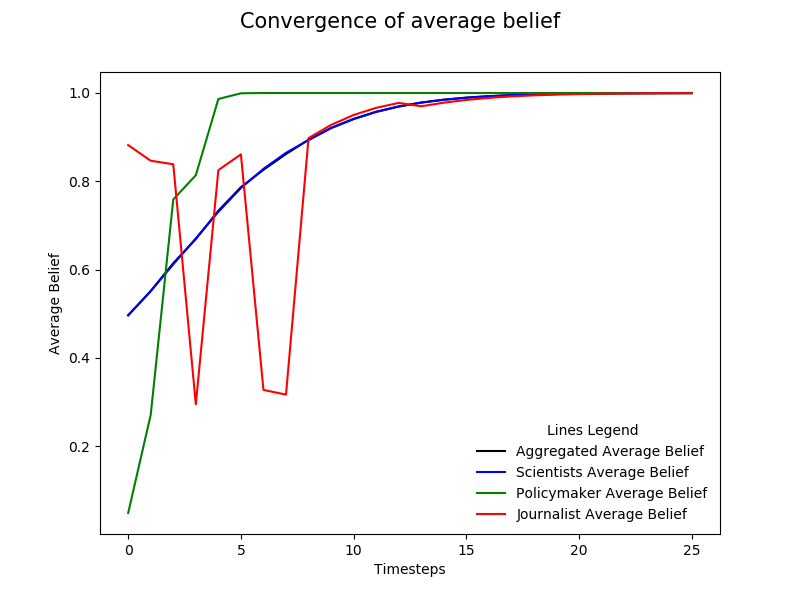 Convergence of average belief
1.0
0.8
0.6
0.4
0.2
Average Belief
Lines Legend
Aggregated Average Belief
Scientists Average Belief
Policymaker Average Belief
Journalist Average Belief
0 5 10 15 20 25
Timesteps